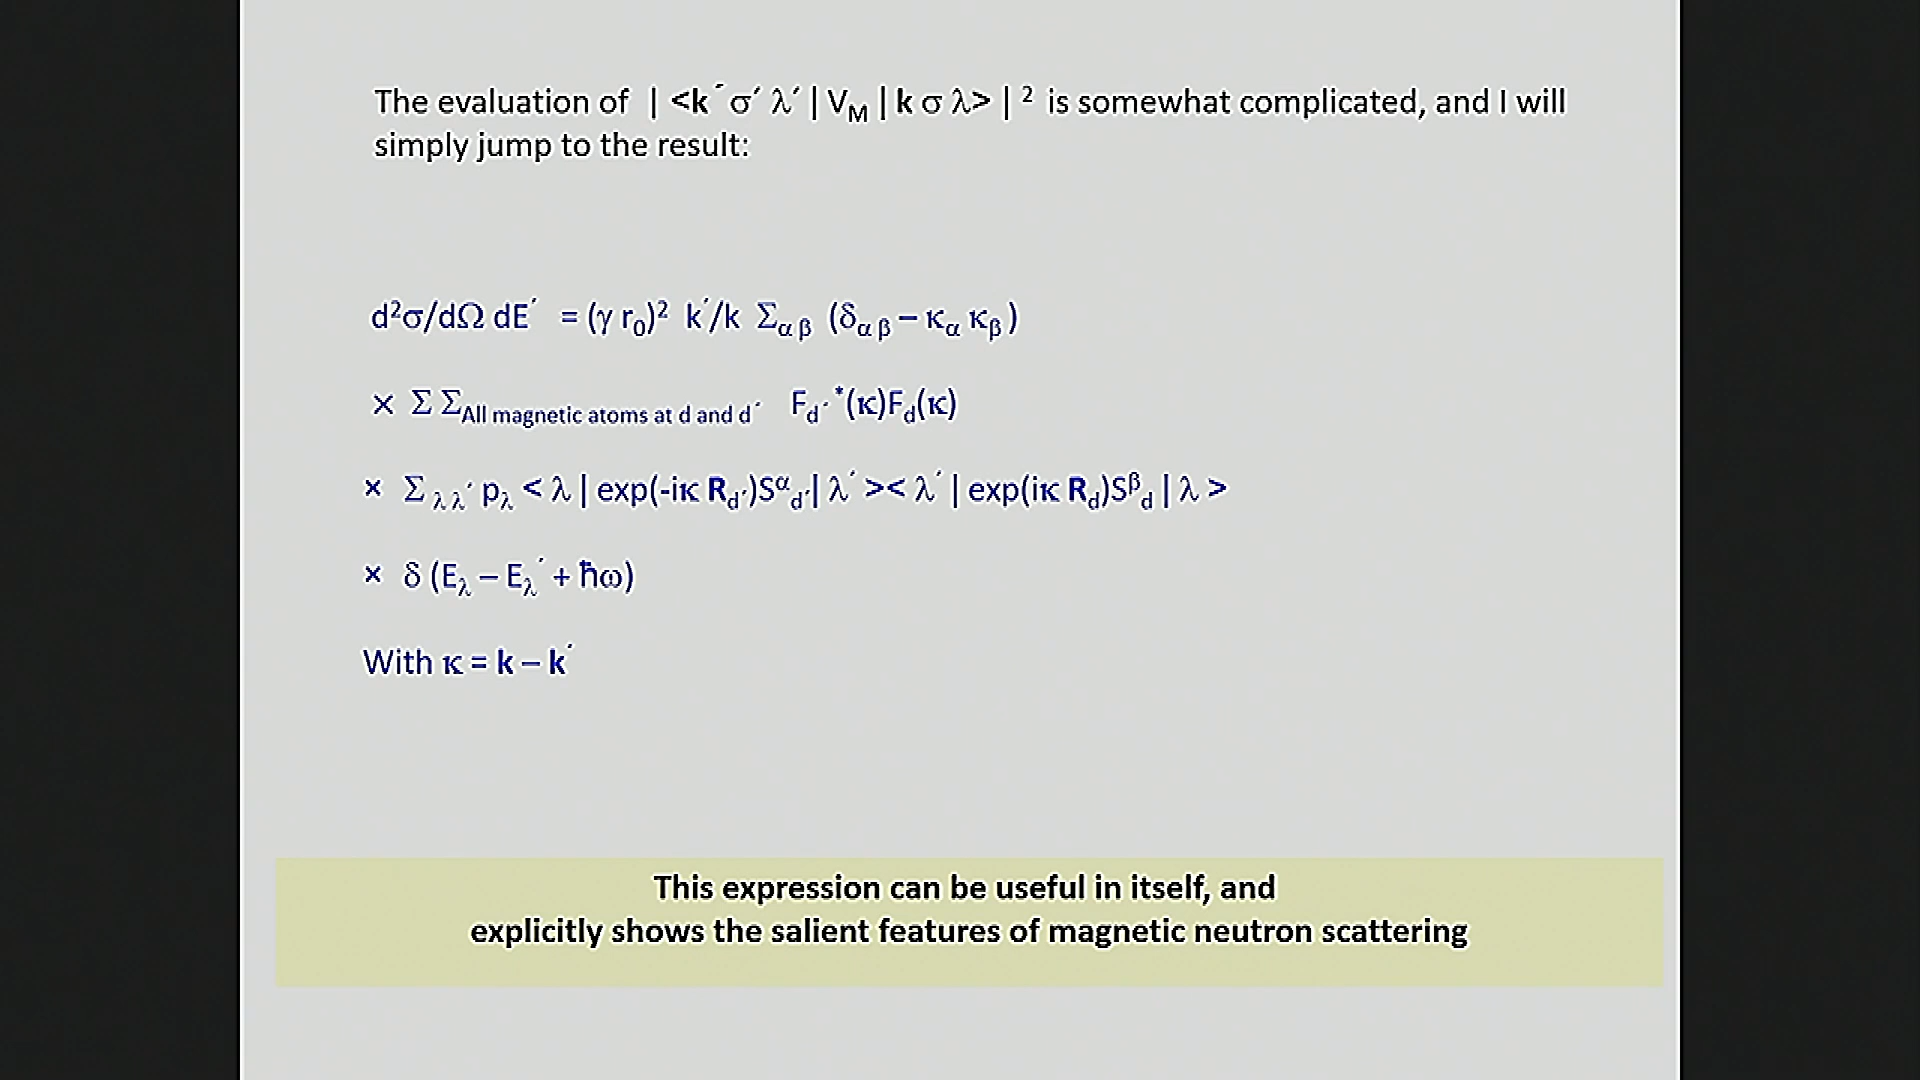 The evaluation of | <k´ σ′ λ′ | V_M | k σ λ> | ² is somewhat complicated, and I will
simply jump to the result:
d²σ/dΩ dE´ = (γ r₀)² k´/k Σ_α β (δ_α β – κ_α κ_β)
× Σ Σ_All magnetic atoms at d and d´ F_d´*(κ)F_d(κ)
× Σ_λ λ´ p_λ < λ | exp(-iκ R_d´)S^α_d´| λ´ >< λ´ | exp(iκ R_d)S^β_d | λ >
× δ (E_λ – E_λ´ + ħω)
With κ = k – k´
This expression can be useful in itself, and
explicitly shows the salient features of magnetic neutron scattering